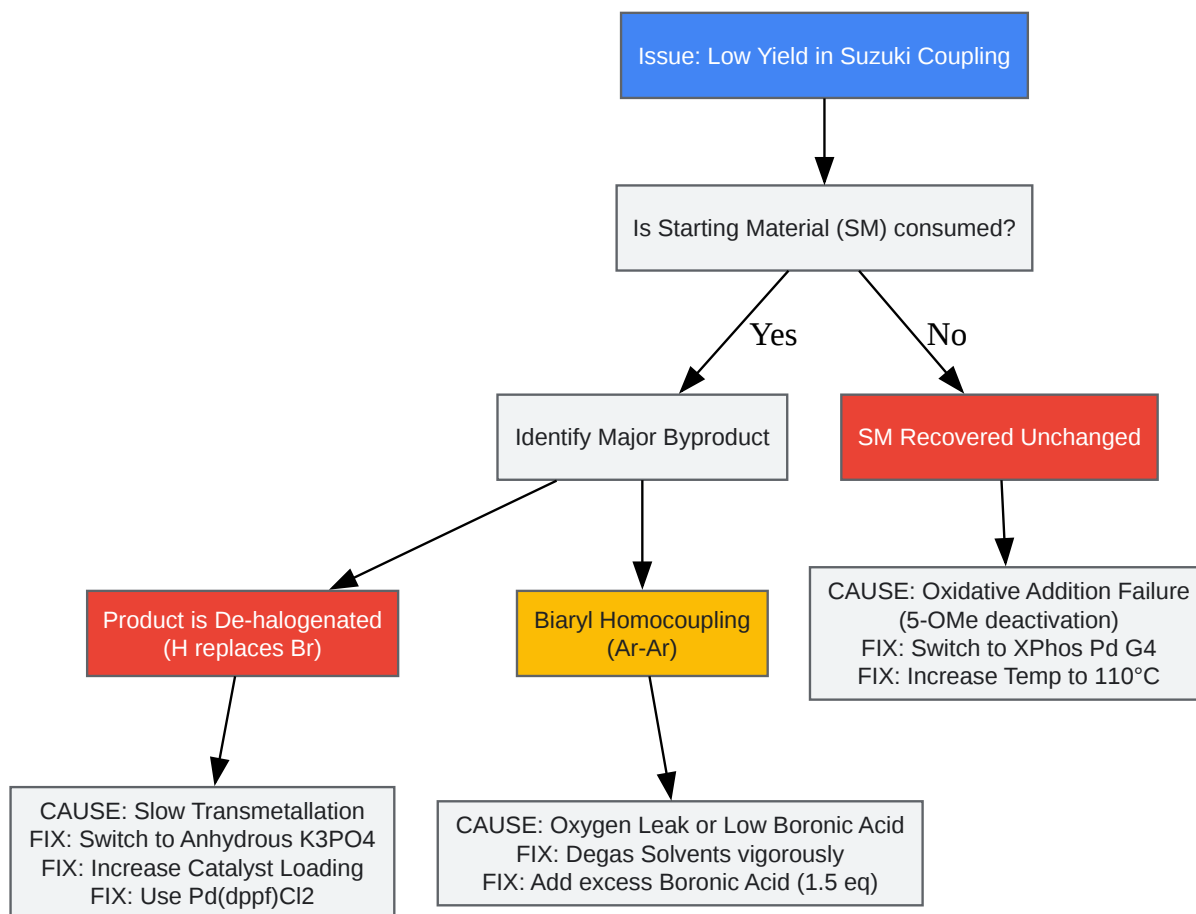 Issue: Low Yield in Suzuki Coupling
Is Starting Material (SM) consumed?
Yes
No
Identify Major Byproduct
SM Recovered Unchanged
Product is De-halogenated
(H replaces Br)
Biaryl Homocoupling
(Ar-Ar)
CAUSE: Oxidative Addition Failure
(5-OMe deactivation)
FIX: Switch to XPhos Pd G4
FIX: Increase Temp to 110°C
CAUSE: Slow Transmetallation
FIX: Switch to Anhydrous K3PO4
FIX: Increase Catalyst Loading
FIX: Use Pd(dppf)Cl2
CAUSE: Oxygen Leak or Low Boronic Acid
FIX: Degas Solvents vigorously
FIX: Add excess Boronic Acid (1.5 eq)